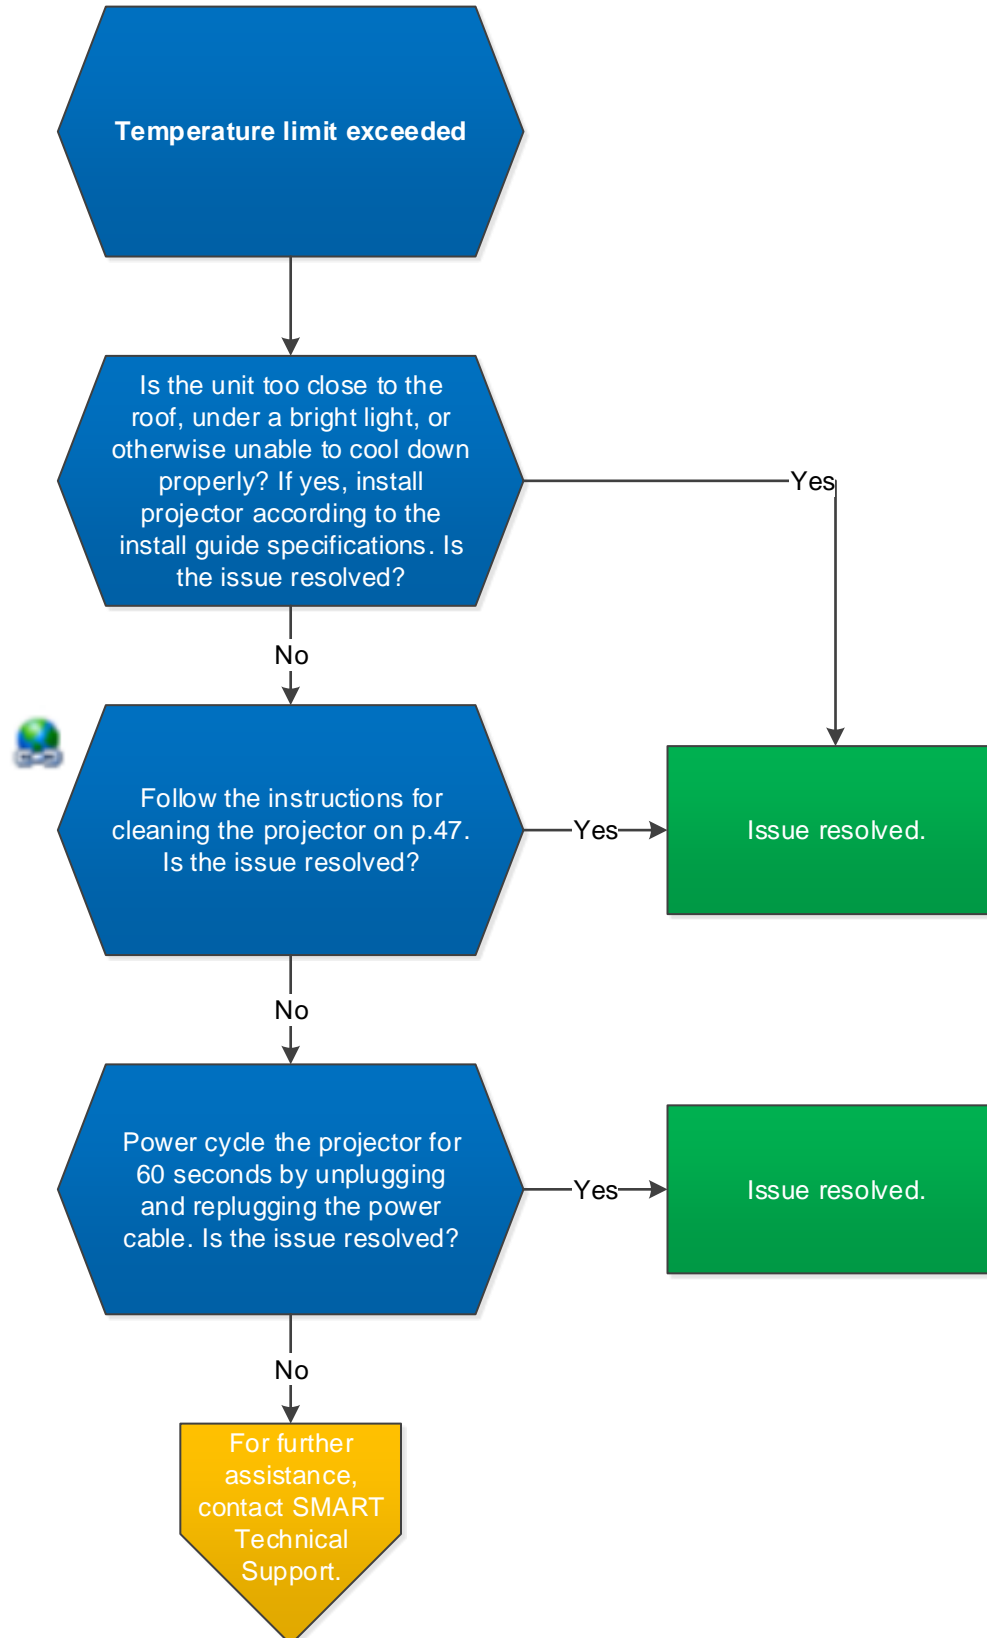 Temperature limit exceeded
Is the unit too close to the
roof, under a bright light, or
otherwise unable to cool down
properly? If yes, install
projector according to the
install guide specifications. Is
the issue resolved?
Yes
No
Follow the instructions for
cleaning the projector on p.47.
Is the issue resolved?
Yes
Issue resolved.
No
Power cycle the projector for
60 seconds by unplugging
and replugging the power
cable. Is the issue resolved?
Yes
Issue resolved.
No
For further
assistance,
contact SMART
Technical
Support.